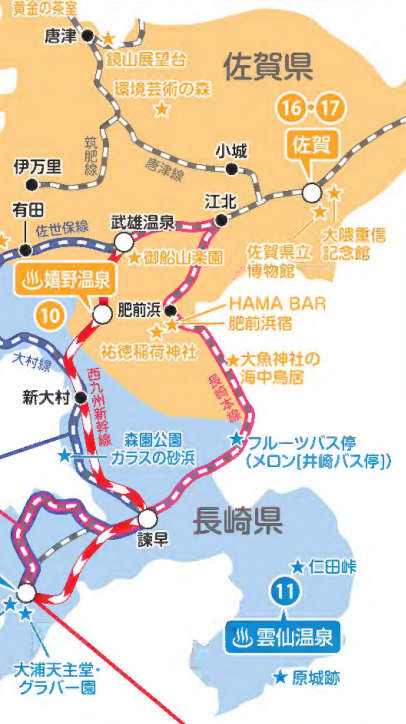 黄金の茶室
唐津
鏡山展望台
佐賀県
環境芸術の森
16・17
筑肥線
小城
佐賀
伊万里
唐津線
有田
江北
佐世保線
武雄温泉
大隈重信
記念館
佐賀県立
博物館
御船山楽園
嬉野温泉
10
肥前浜
HAMA BAR
肥前浜宿
祐徳稲荷神社
大村線
西九州新幹線
長崎本線
大魚神社の
海中鳥居
新大村
森園公園
ガラスの砂浜
フルーツバス停
(メロン[井崎バス停])
諫早
長崎県
仁田峠
11
雲仙温泉
大浦天主堂・
グラバー園
原城跡